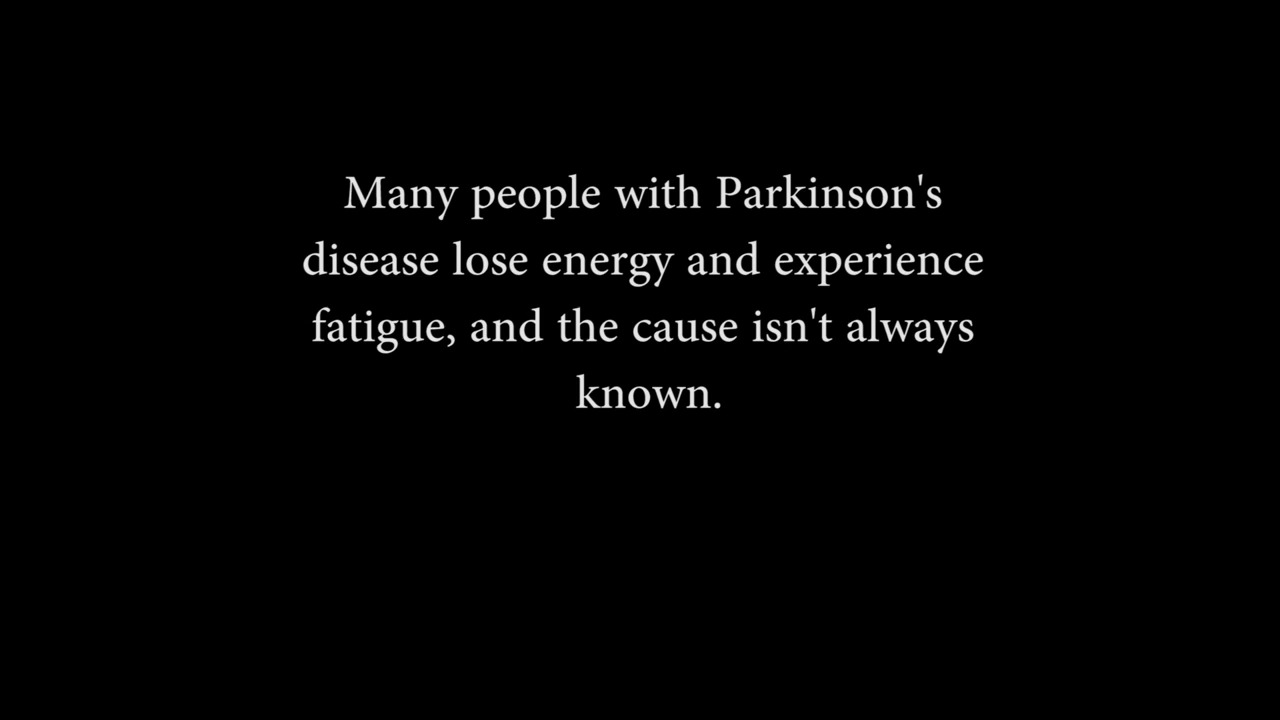 Many people with Parkinson's
disease lose energy and experience
fatigue, and the cause isn't always
known.